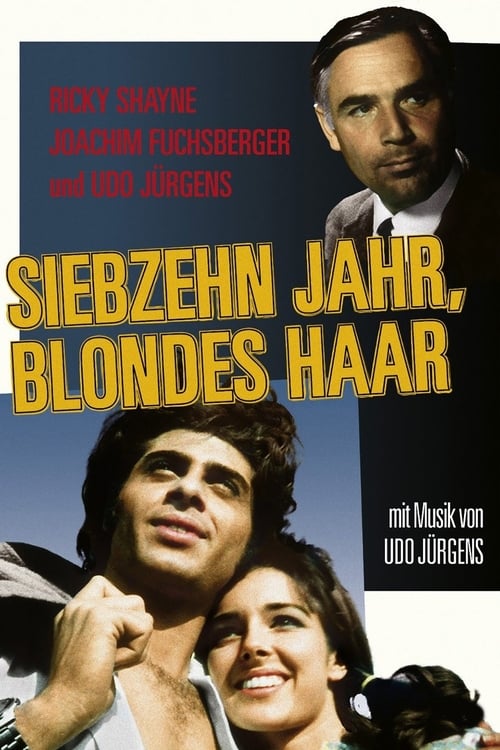 RICKY SHAYNE
JOACHIM FUCHSBERGER
und UDO JÜRGENS
SIEBZEHN JAHR,
BLONDES HAAR
mit Musik von
UDO JÜRGENS